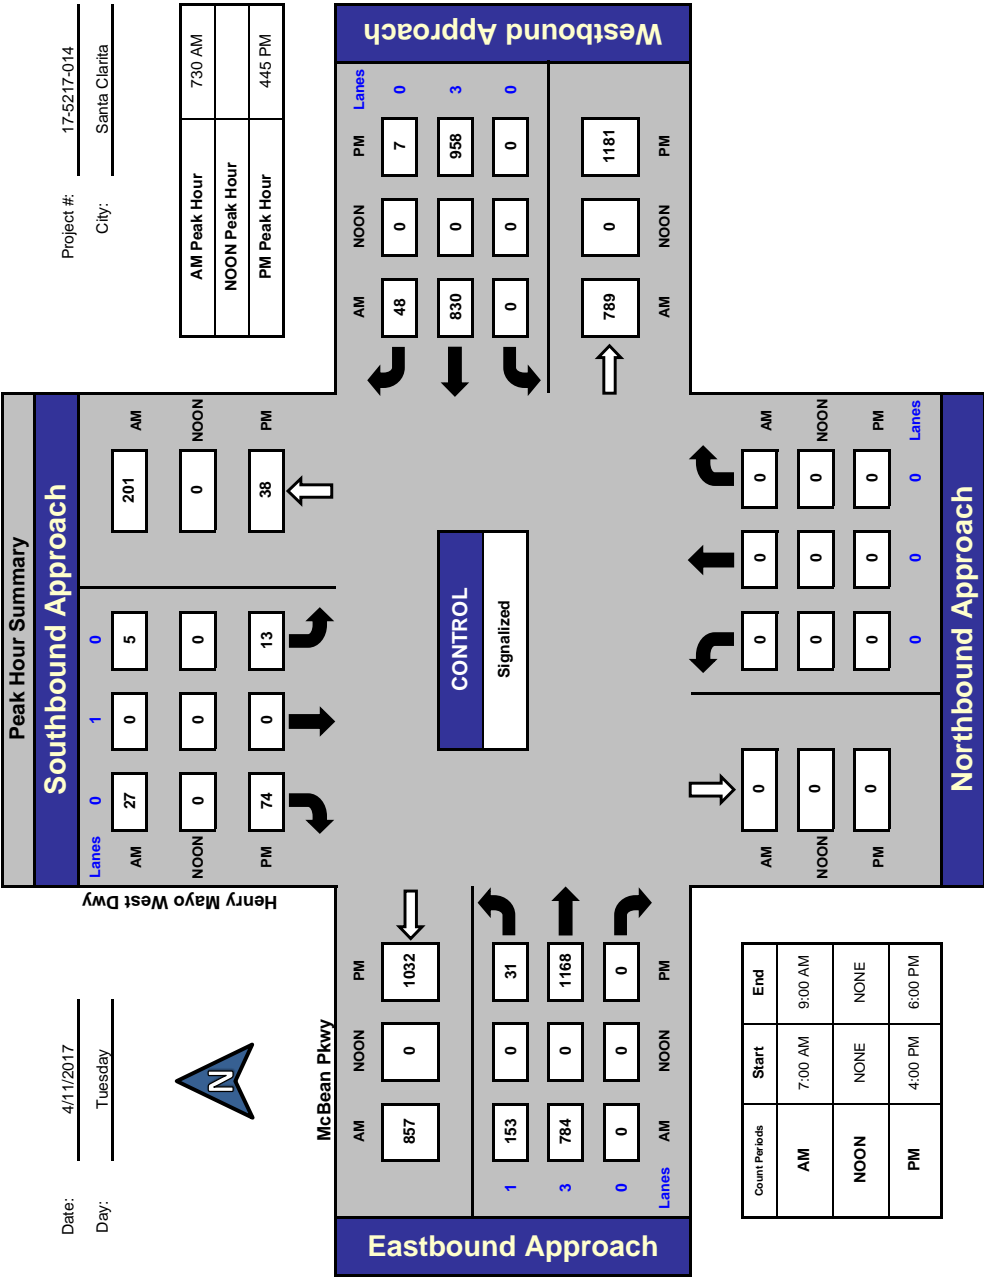 Peak Hour Summary
Date: 4/11/2017
Day: Tuesday
Project #: 17-5217-014
City: Santa Clarita
N
Henry Mayo West Dwy
Southbound Approach
Lanes 0 1 0
AM 27 0 5 201 AM
NOON 0 0 0 0 NOON
PM 74 0 13 38 PM
AM Peak Hour 730 AM
NOON Peak Hour
PM Peak Hour 445 PM
McBean Pkwy
Eastbound Approach
AM NOON PM
857 0 1032
1 153 0 31
3 784 0 1168
0 0 0 0
Lanes AM NOON PM
CONTROL
Signalized
Westbound Approach
AM NOON PM Lanes
48 0 7 0
830 0 958 3
0 0 0 0
789 0 1181
AM NOON PM
Count Periods Start End
AM 7:00 AM 9:00 AM
NOON NONE NONE
PM 4:00 PM 6:00 PM
AM 0 0 0 0 AM
NOON 0 0 0 0 NOON
PM 0 0 0 0 PM
0 0 0 Lanes
Northbound Approach